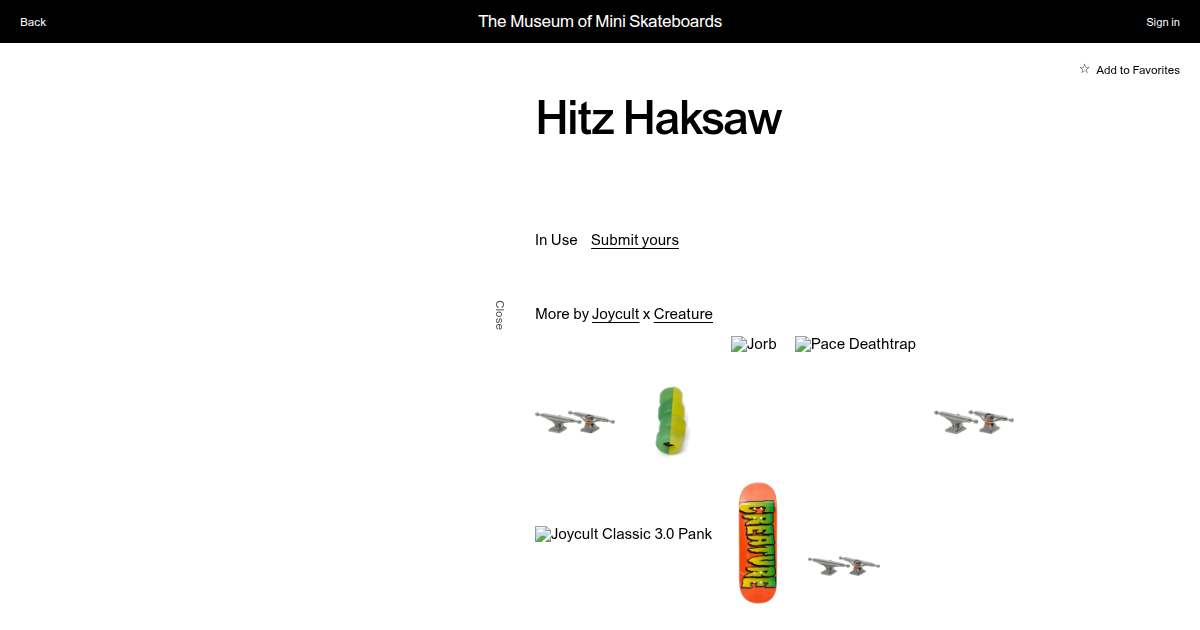 Back
The Museum of Mini Skateboards
Sign in
☆ Add to Favorites
Hitz Haksaw
In Use Submit yours
Close
More by Joycult x Creature
Jorb
Pace Deathtrap
Joycult Classic 3.0 Pank
CREATURE